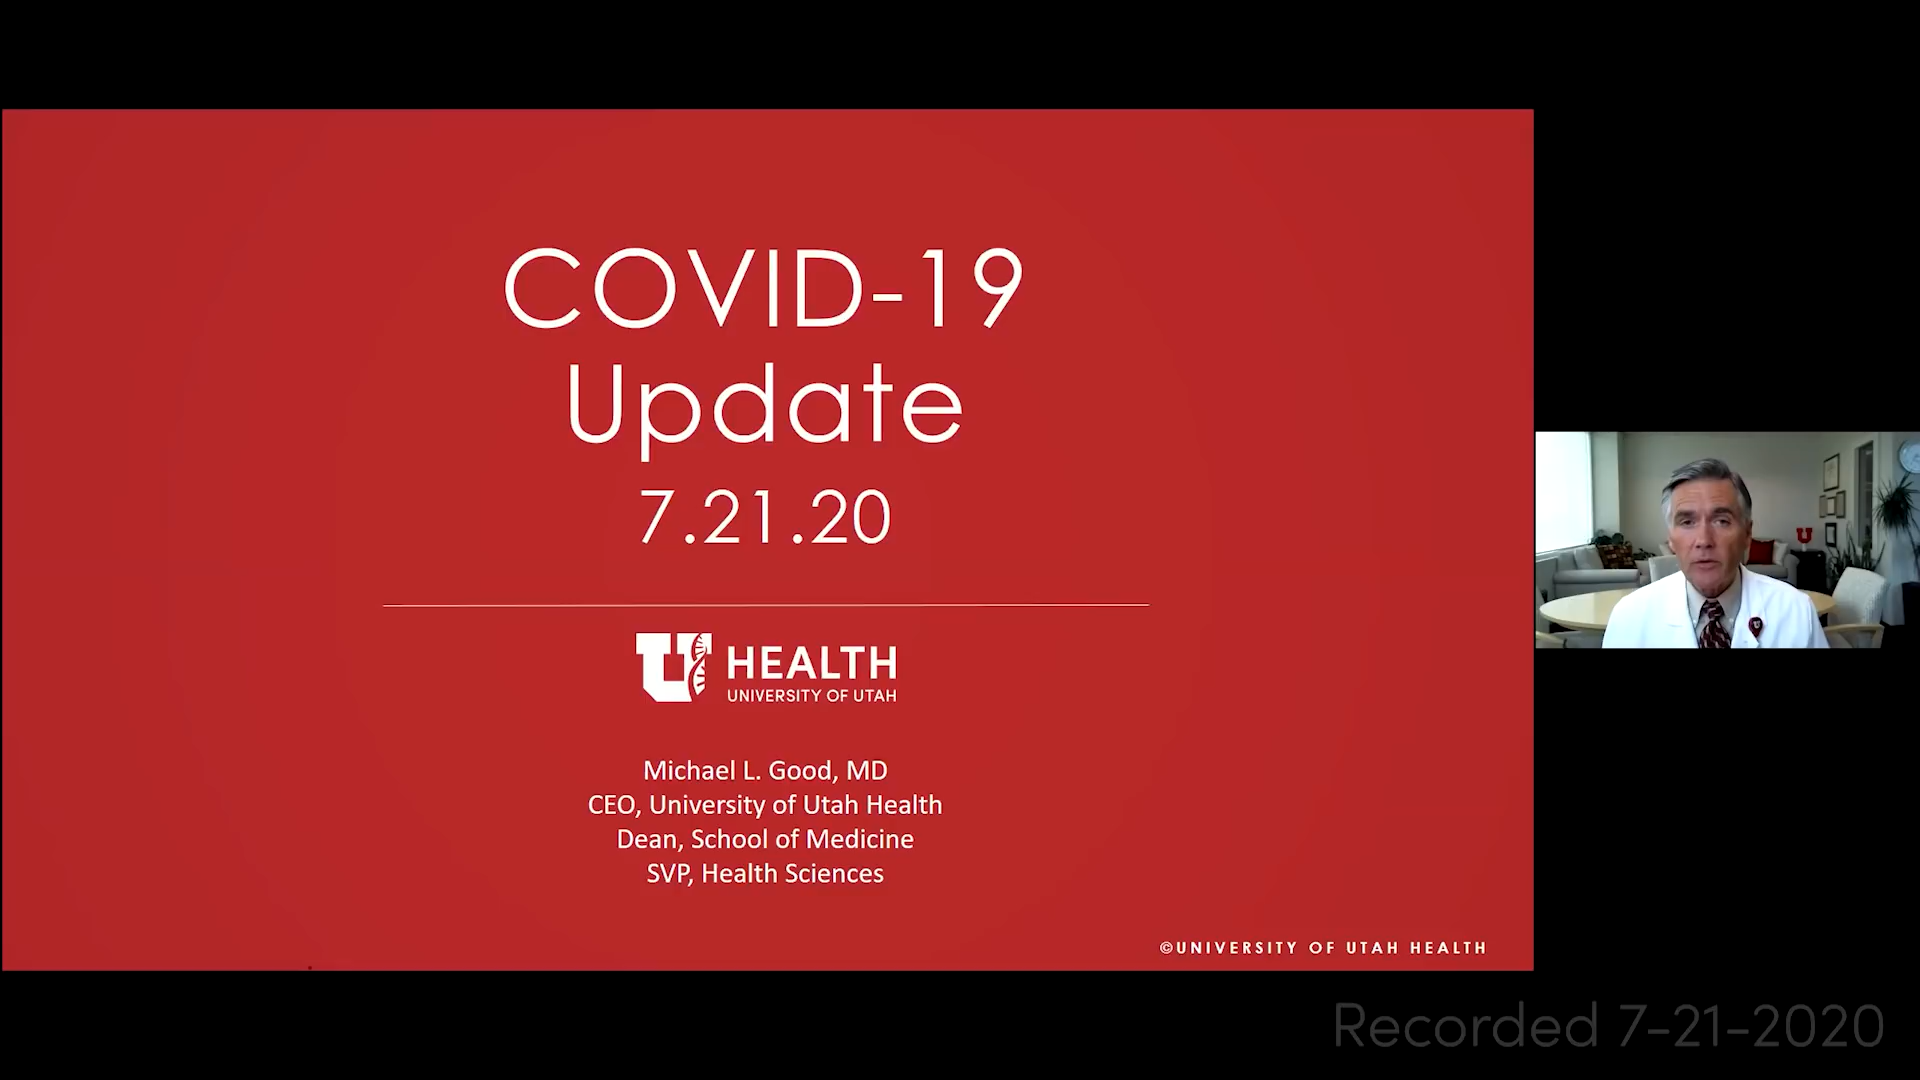 COVID-19
Update
7.21.20
U HEALTH
UNIVERSITY OF UTAH
Michael L. Good, MD
CEO, University of Utah Health
Dean, School of Medicine
SVP, Health Sciences
©UNIVERSITY OF UTAH HEALTH
Recorded 7-21-2020